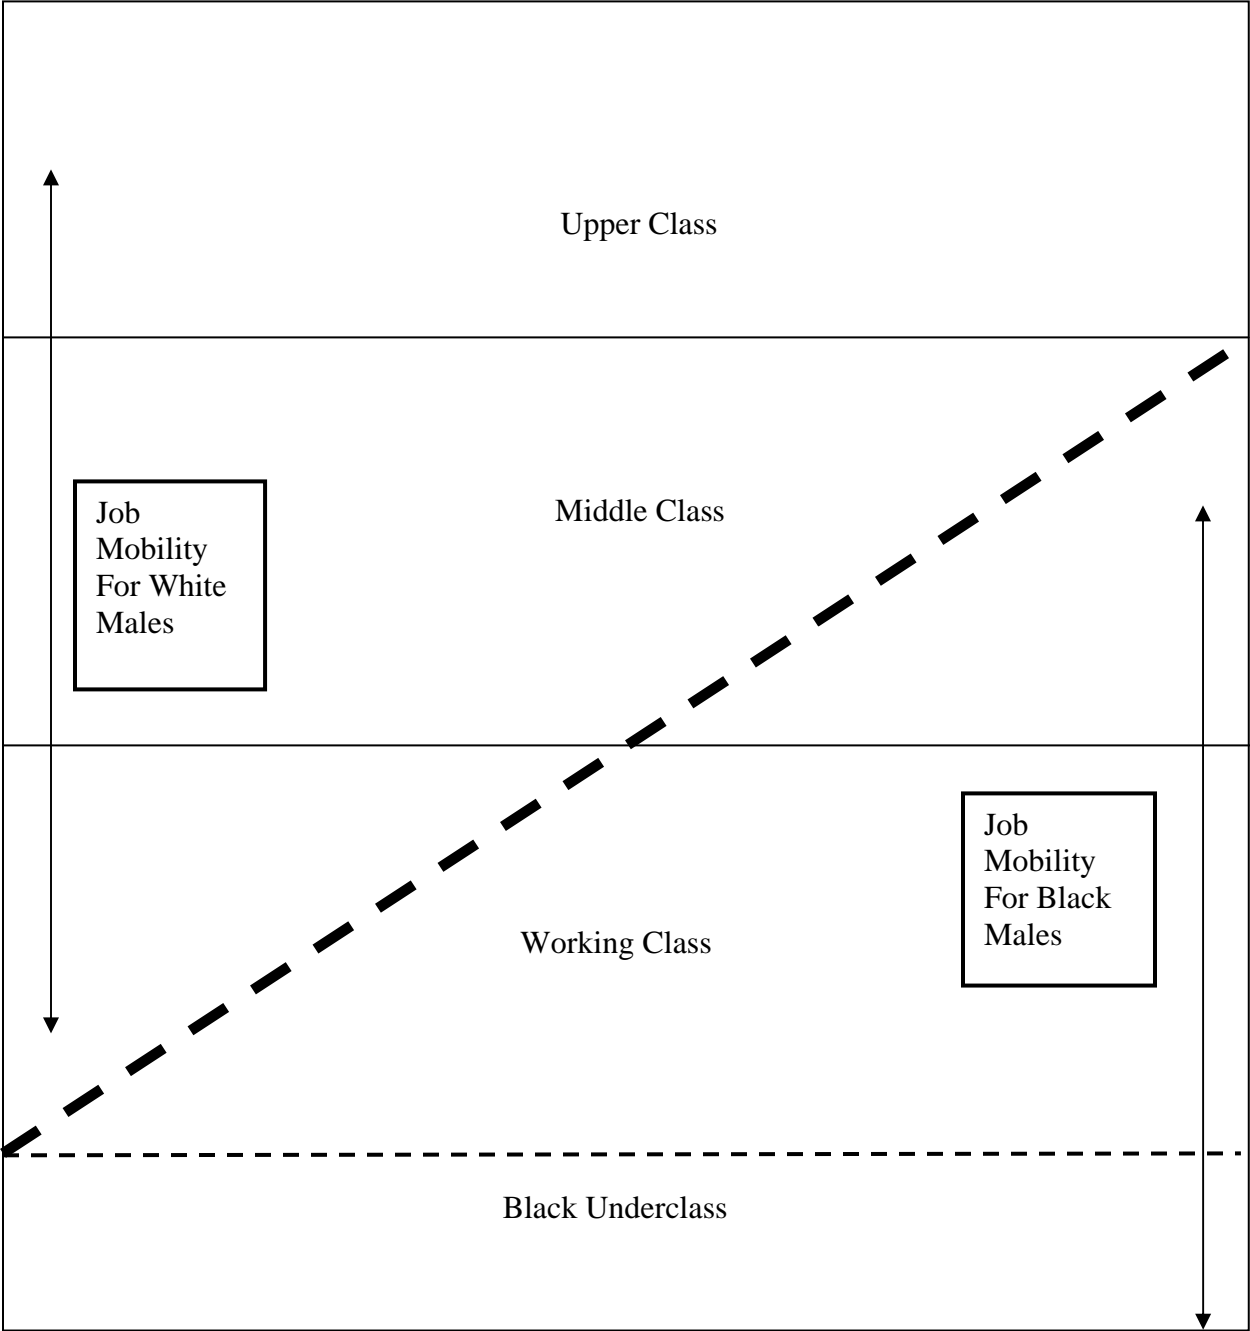 Upper Class
Middle Class
Job
Mobility
For White
Males
Job
Mobility
For Black
Males
Working Class
Black Underclass